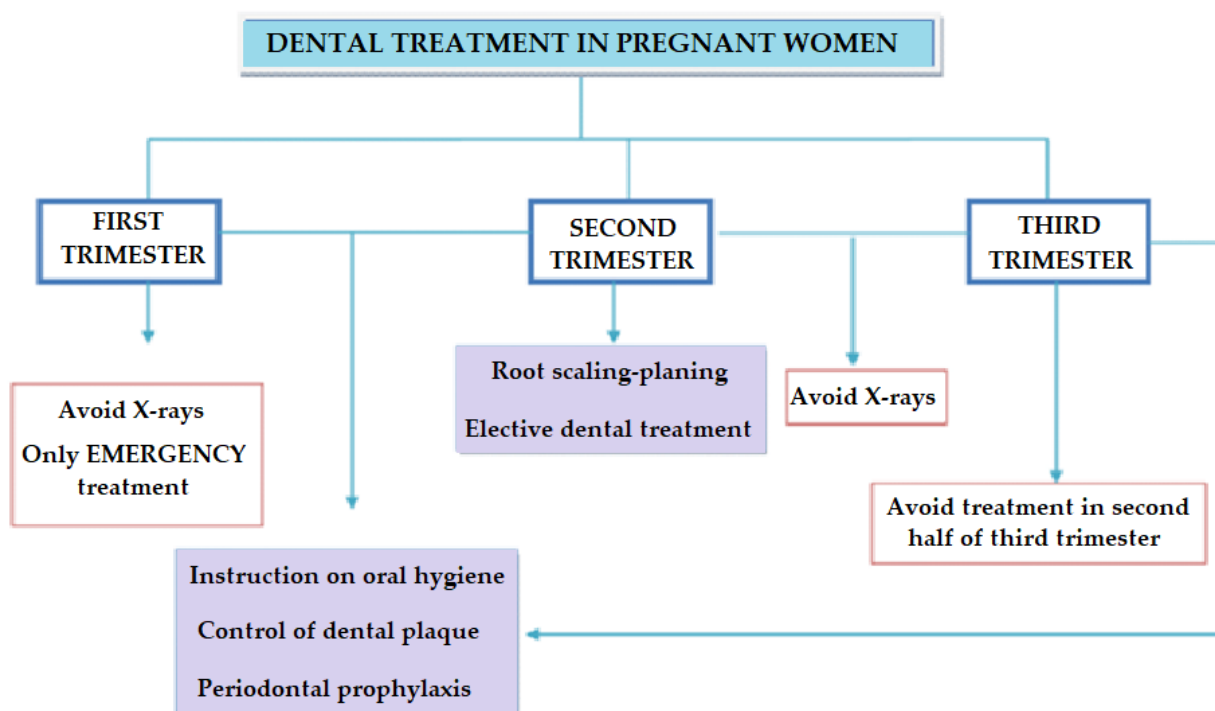 DENTAL TREATMENT IN PREGNANT WOMEN
FIRST
TRIMESTER
SECOND
TRIMESTER
THIRD
TRIMESTER
Avoid X-rays
Only EMERGENCY
treatment
Root scaling-planing
Elective dental treatment
Avoid X-rays
Avoid treatment in second
half of third trimester
Instruction on oral hygiene
Control of dental plaque
Periodontal prophylaxis